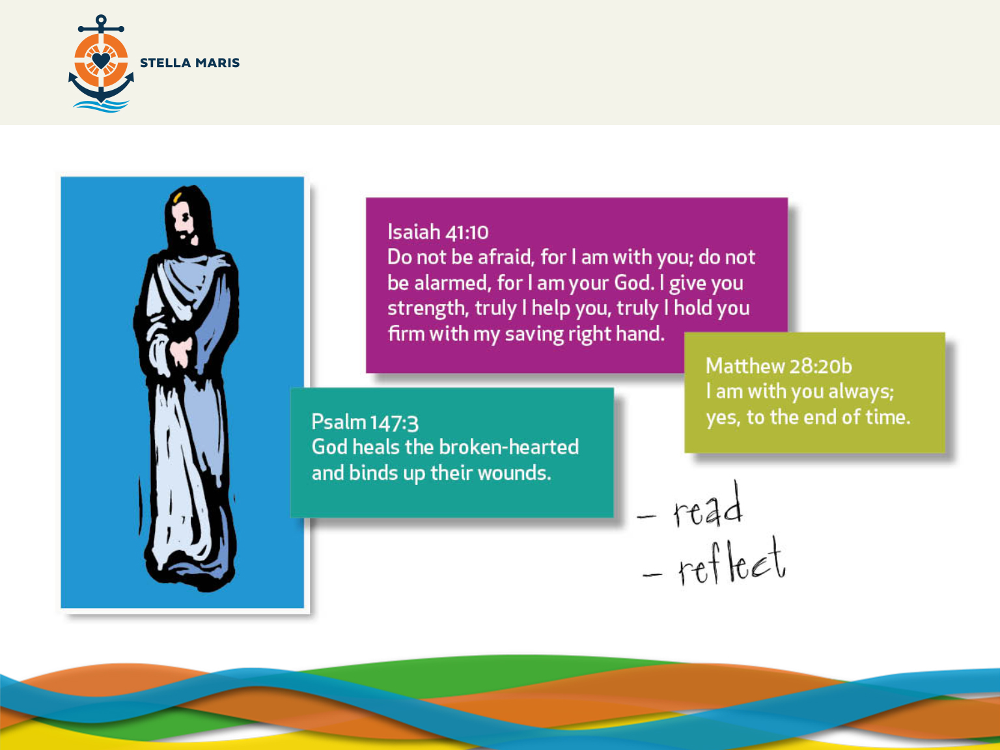 STELLA MARIS
Isaiah 41:10
Do not be afraid, for I am with you; do not
be alarmed, for I am your God. I give you
strength, truly I help you, truly I hold you
firm with my saving right hand.
Matthew 28:20b
I am with you always;
yes, to the end of time.
Psalm 147:3
God heals the broken-hearted
and binds up their wounds.
– read
– reflect